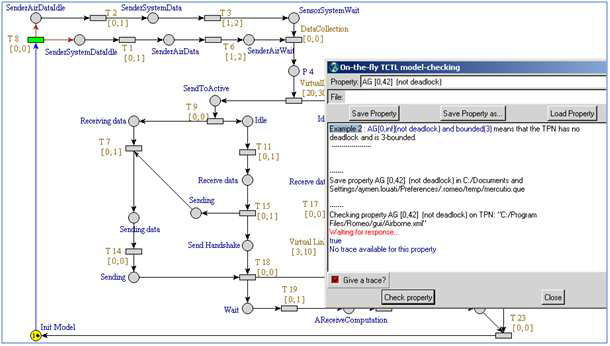 SenderAirDataIdle
T 2
[0,1]
SenderSystemData
T 3
[1,2]
SensorSystemWait
T 8
[0,0]
DataCollection
[0,0]
SenderSystemDataIdle
T 1
[0,1]
SenderAirData
T 6
[1,2]
SenderAirWait
P 4
[20,30
SendToActive
T 9
[0,0]
Receiving data
Idle
T 7
[0,1]
T 11
[0,1]
Receive data
Receive data
Sending
T 15
[0,1]
T 17
[0,0]
Sending data
Send Handshake
Virtual Lin
[3,10]
T 14
[0,0]
T 18
[0,0]
Sending
T 19
[0,1]
Wait
AReceiveComputation
T 23
[0,0]
Init Model
On-the-fly TCTL model-checking
Property: AG [0,42] (not deadlock)
File:
Save Property
Save Property as...
Load Property
Example 2 : AG[0,inf](not deadlock) and bounded(3) means that the TPN has no
deadlock and is 3-bounded.
--------------------
-------
Save property AG [0,42] (not deadlock) in C:/Documents and
Settings/aymen.louati/Preferences/.romeo/temp/mercutio.que
-------
Checking property AG [0,42] (not deadlock) on TPN: "C:/Program
Files/Romeo/gui/Airborne.xml"
Waiting for response...
true
No trace available for this property
Give a trace?
Check property
Close